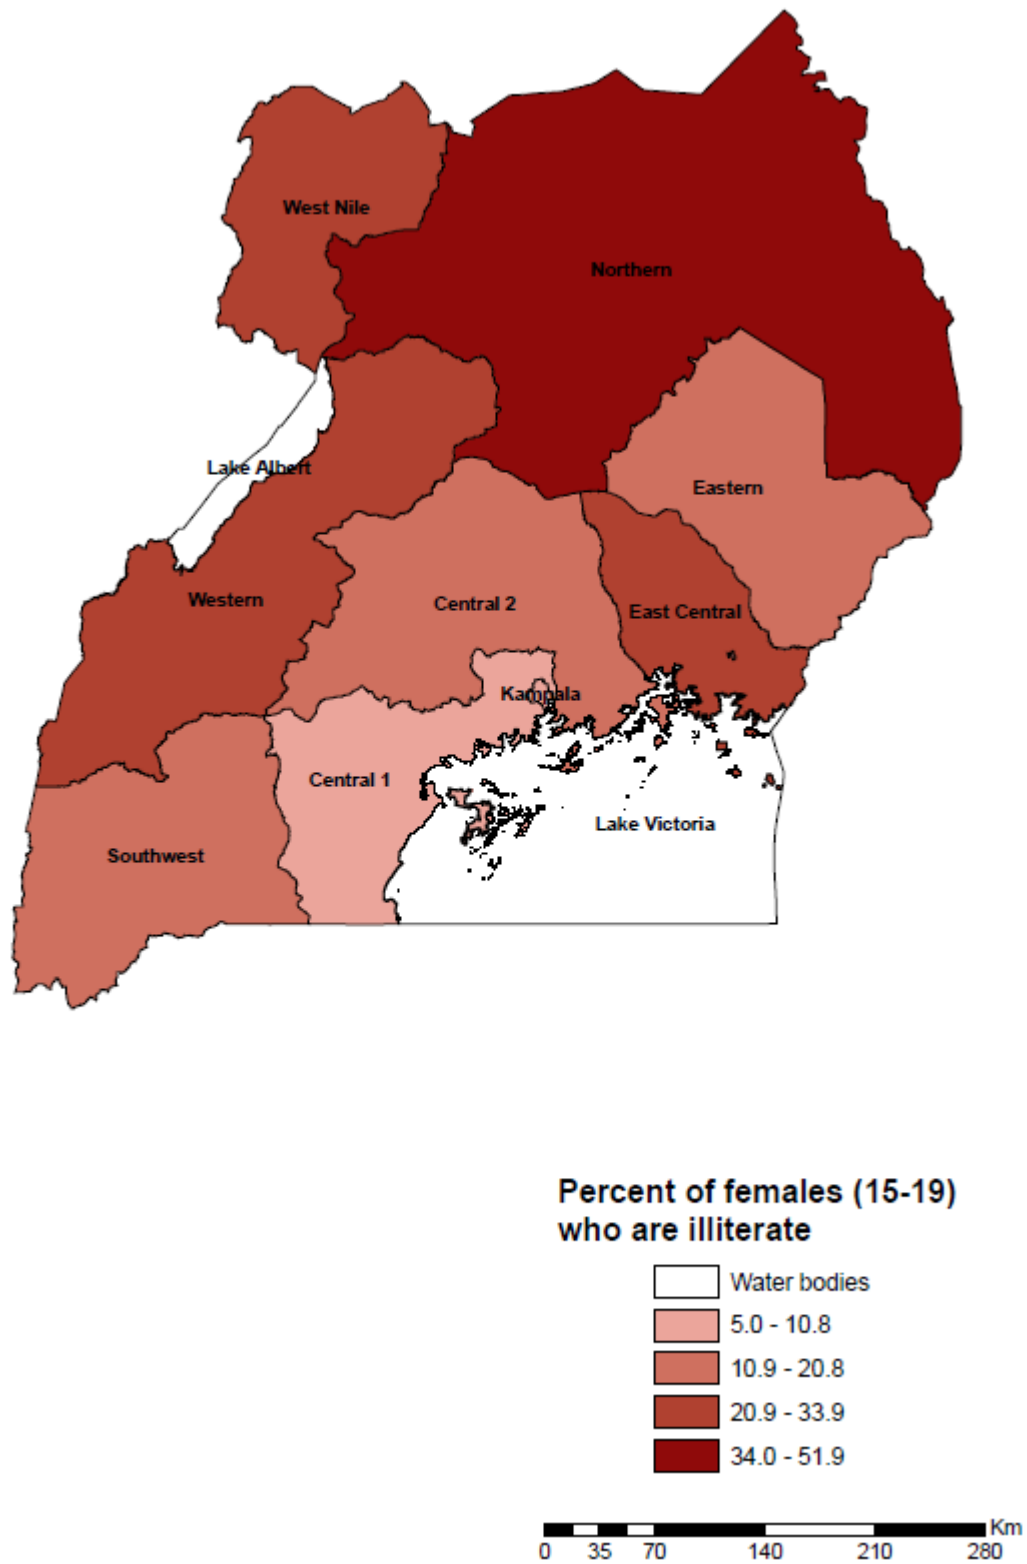 West Nile
Northern
Lake Albert
Eastern
Western
Central 2
East Central
Kampala
Central 1
Lake Victoria
Southwest
Percent of females (15-19)
who are illiterate
Water bodies
5.0 - 10.8
10.9 - 20.8
20.9 - 33.9
34.0 - 51.9
Km
0 35 70 140 210 280